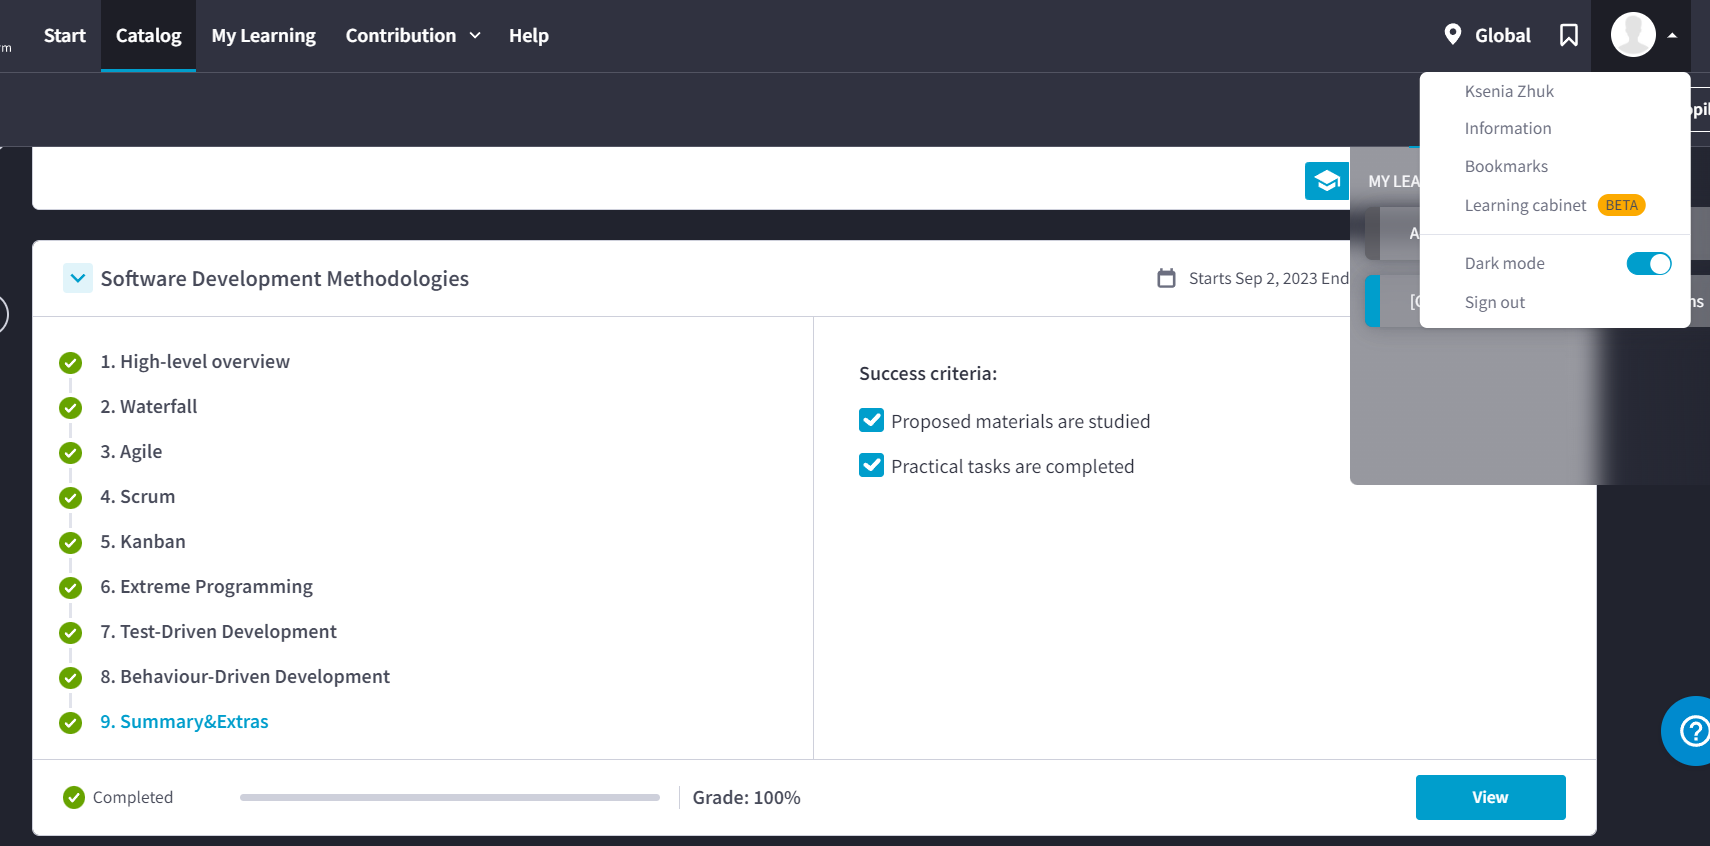 rm
Start
Catalog
My Learning
Contribution
Help
Global
Ksenia Zhuk
Information
Bookmarks
Learning cabinet BETA
Dark mode
Sign out
MY LEA
A
Software Development Methodologies
Starts Sep 2, 2023 End
1. High-level overview
2. Waterfall
3. Agile
4. Scrum
5. Kanban
6. Extreme Programming
7. Test-Driven Development
8. Behaviour-Driven Development
9. Summary&Extras
Success criteria:
Proposed materials are studied
Practical tasks are completed
Completed
Grade: 100%
View